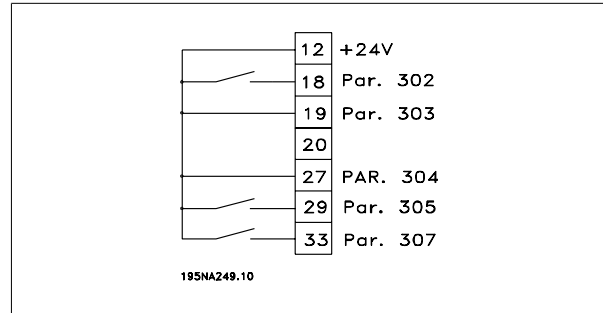 12 +24V
18 Par. 302
19 Par. 303
20
27 PAR. 304
29 Par. 305
33 Par. 307
195NA249.10